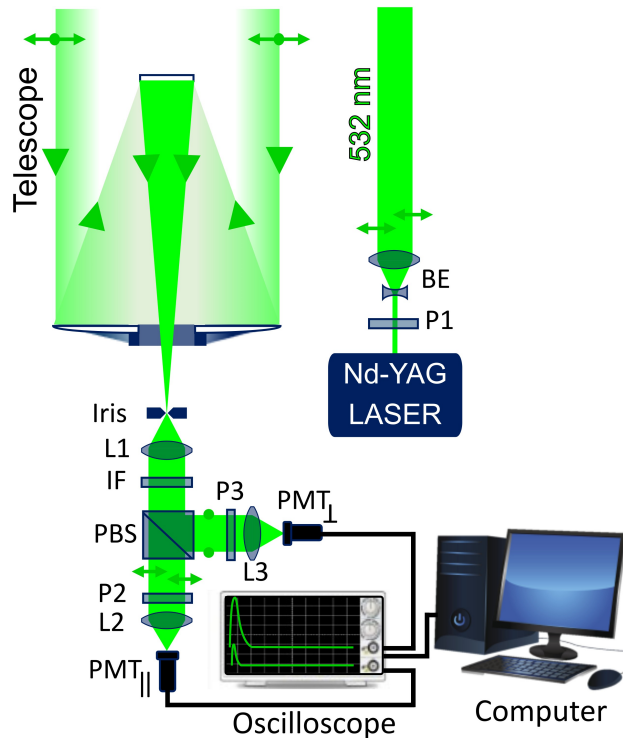 Telescope
532 nm
BE
P1
Nd-YAG
LASER
Iris
L1
IF
P3
PMT⊥
PBS
L3
P2
L2
PMT||
Oscilloscope
Computer